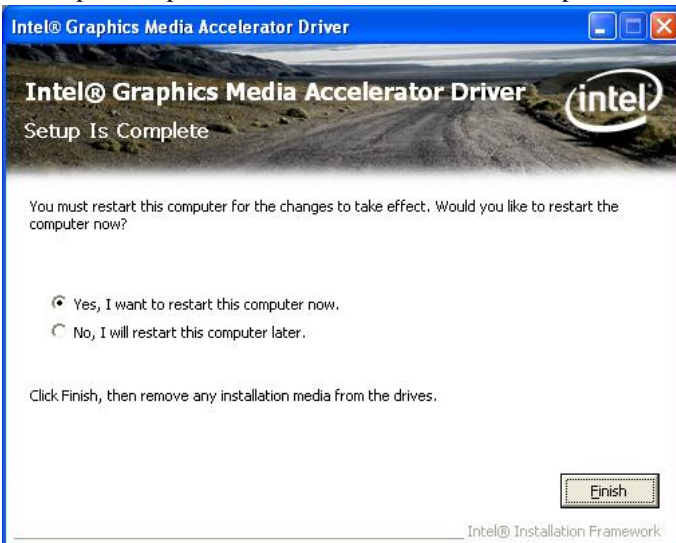 Intel® Graphics Media Accelerator Driver
Intel® Graphics Media Accelerator Driver
intel
Setup Is Complete
You must restart this computer for the changes to take effect. Would you like to restart the
computer now?
Yes, I want to restart this computer now.
No, I will restart this computer later.
Click Finish, then remove any installation media from the drives.
Finish
Intel® Installation Framework